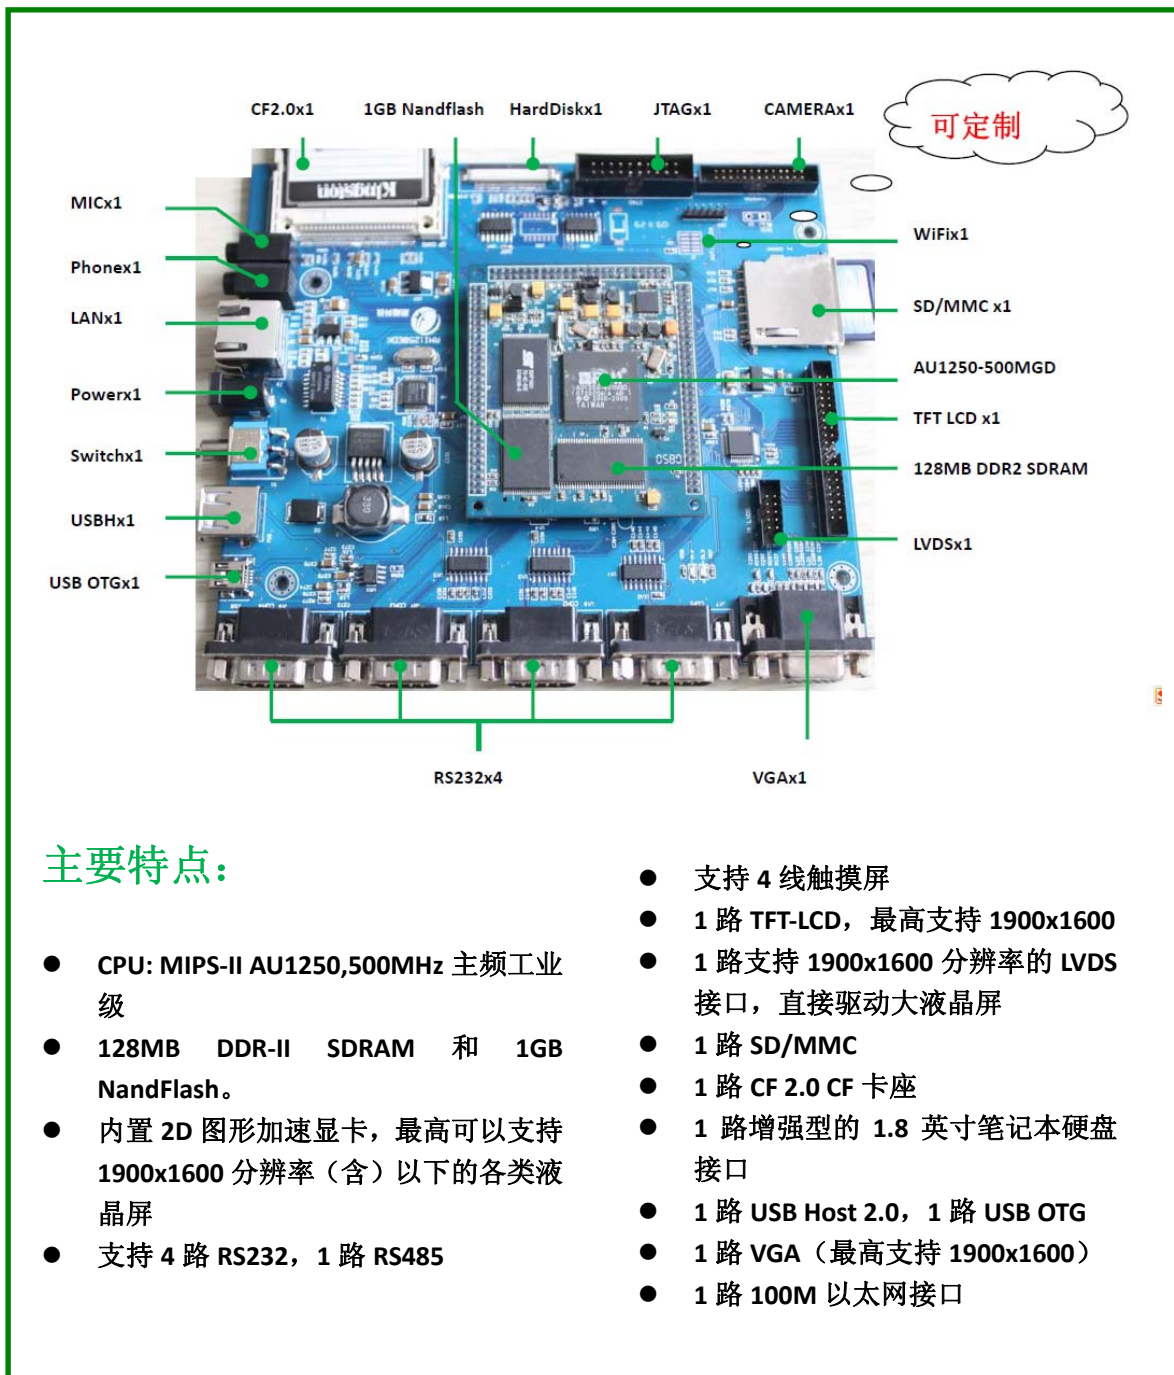 CF2.0x1
1GB Nandflash
HardDiskx1
JTAGx1
CAMERAx1
可定制
MICx1
Phonex1
LANx1
Powerx1
Switchx1
USBHx1
USB OTGx1
Kingston
WiFix1
SD/MMC x1
AU1250-500MGD
TFT LCD x1
128MB DDR2 SDRAM
LVDSx1
TAIWAN
RS232x4
VGAx1
主要特点：
● CPU: MIPS-II AU1250,500MHz 主频工业
级
● 128MB DDR-II SDRAM 和 1GB
NandFlash。
● 内置 2D 图形加速显卡，最高可以支持
1900x1600 分辨率（含）以下的各类液
晶屏
● 支持 4 路 RS232，1 路 RS485
● 支持 4 线触摸屏
● 1 路 TFT-LCD，最高支持 1900x1600
● 1 路支持 1900x1600 分辨率的 LVDS
接口，直接驱动大液晶屏
● 1 路 SD/MMC
● 1 路 CF 2.0 CF 卡座
● 1 路增强型的 1.8 英寸笔记本硬盘
接口
● 1 路 USB Host 2.0，1 路 USB OTG
● 1 路 VGA（最高支持 1900x1600）
● 1 路 100M 以太网接口